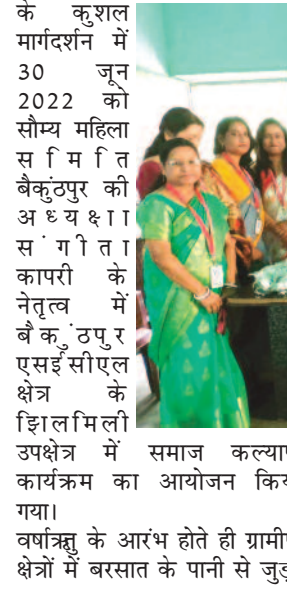 के कुशल
मार्गदर्शन में
30 जून
2022 को
सौम्य महिला
समिति
बैकुंठपुर की
अध्यक्षा
संगीता
कापरी के
नेतृत्व में
बैकुंठपुर
एसईसीएल
क्षेत्र के
झिलमिली
उपक्षेत्र में समाज
कार्यक्रम का आयोजन
गया।
वर्षाऋतु के आरंभ होते ही
क्षेत्रों में बरसात के पानी से